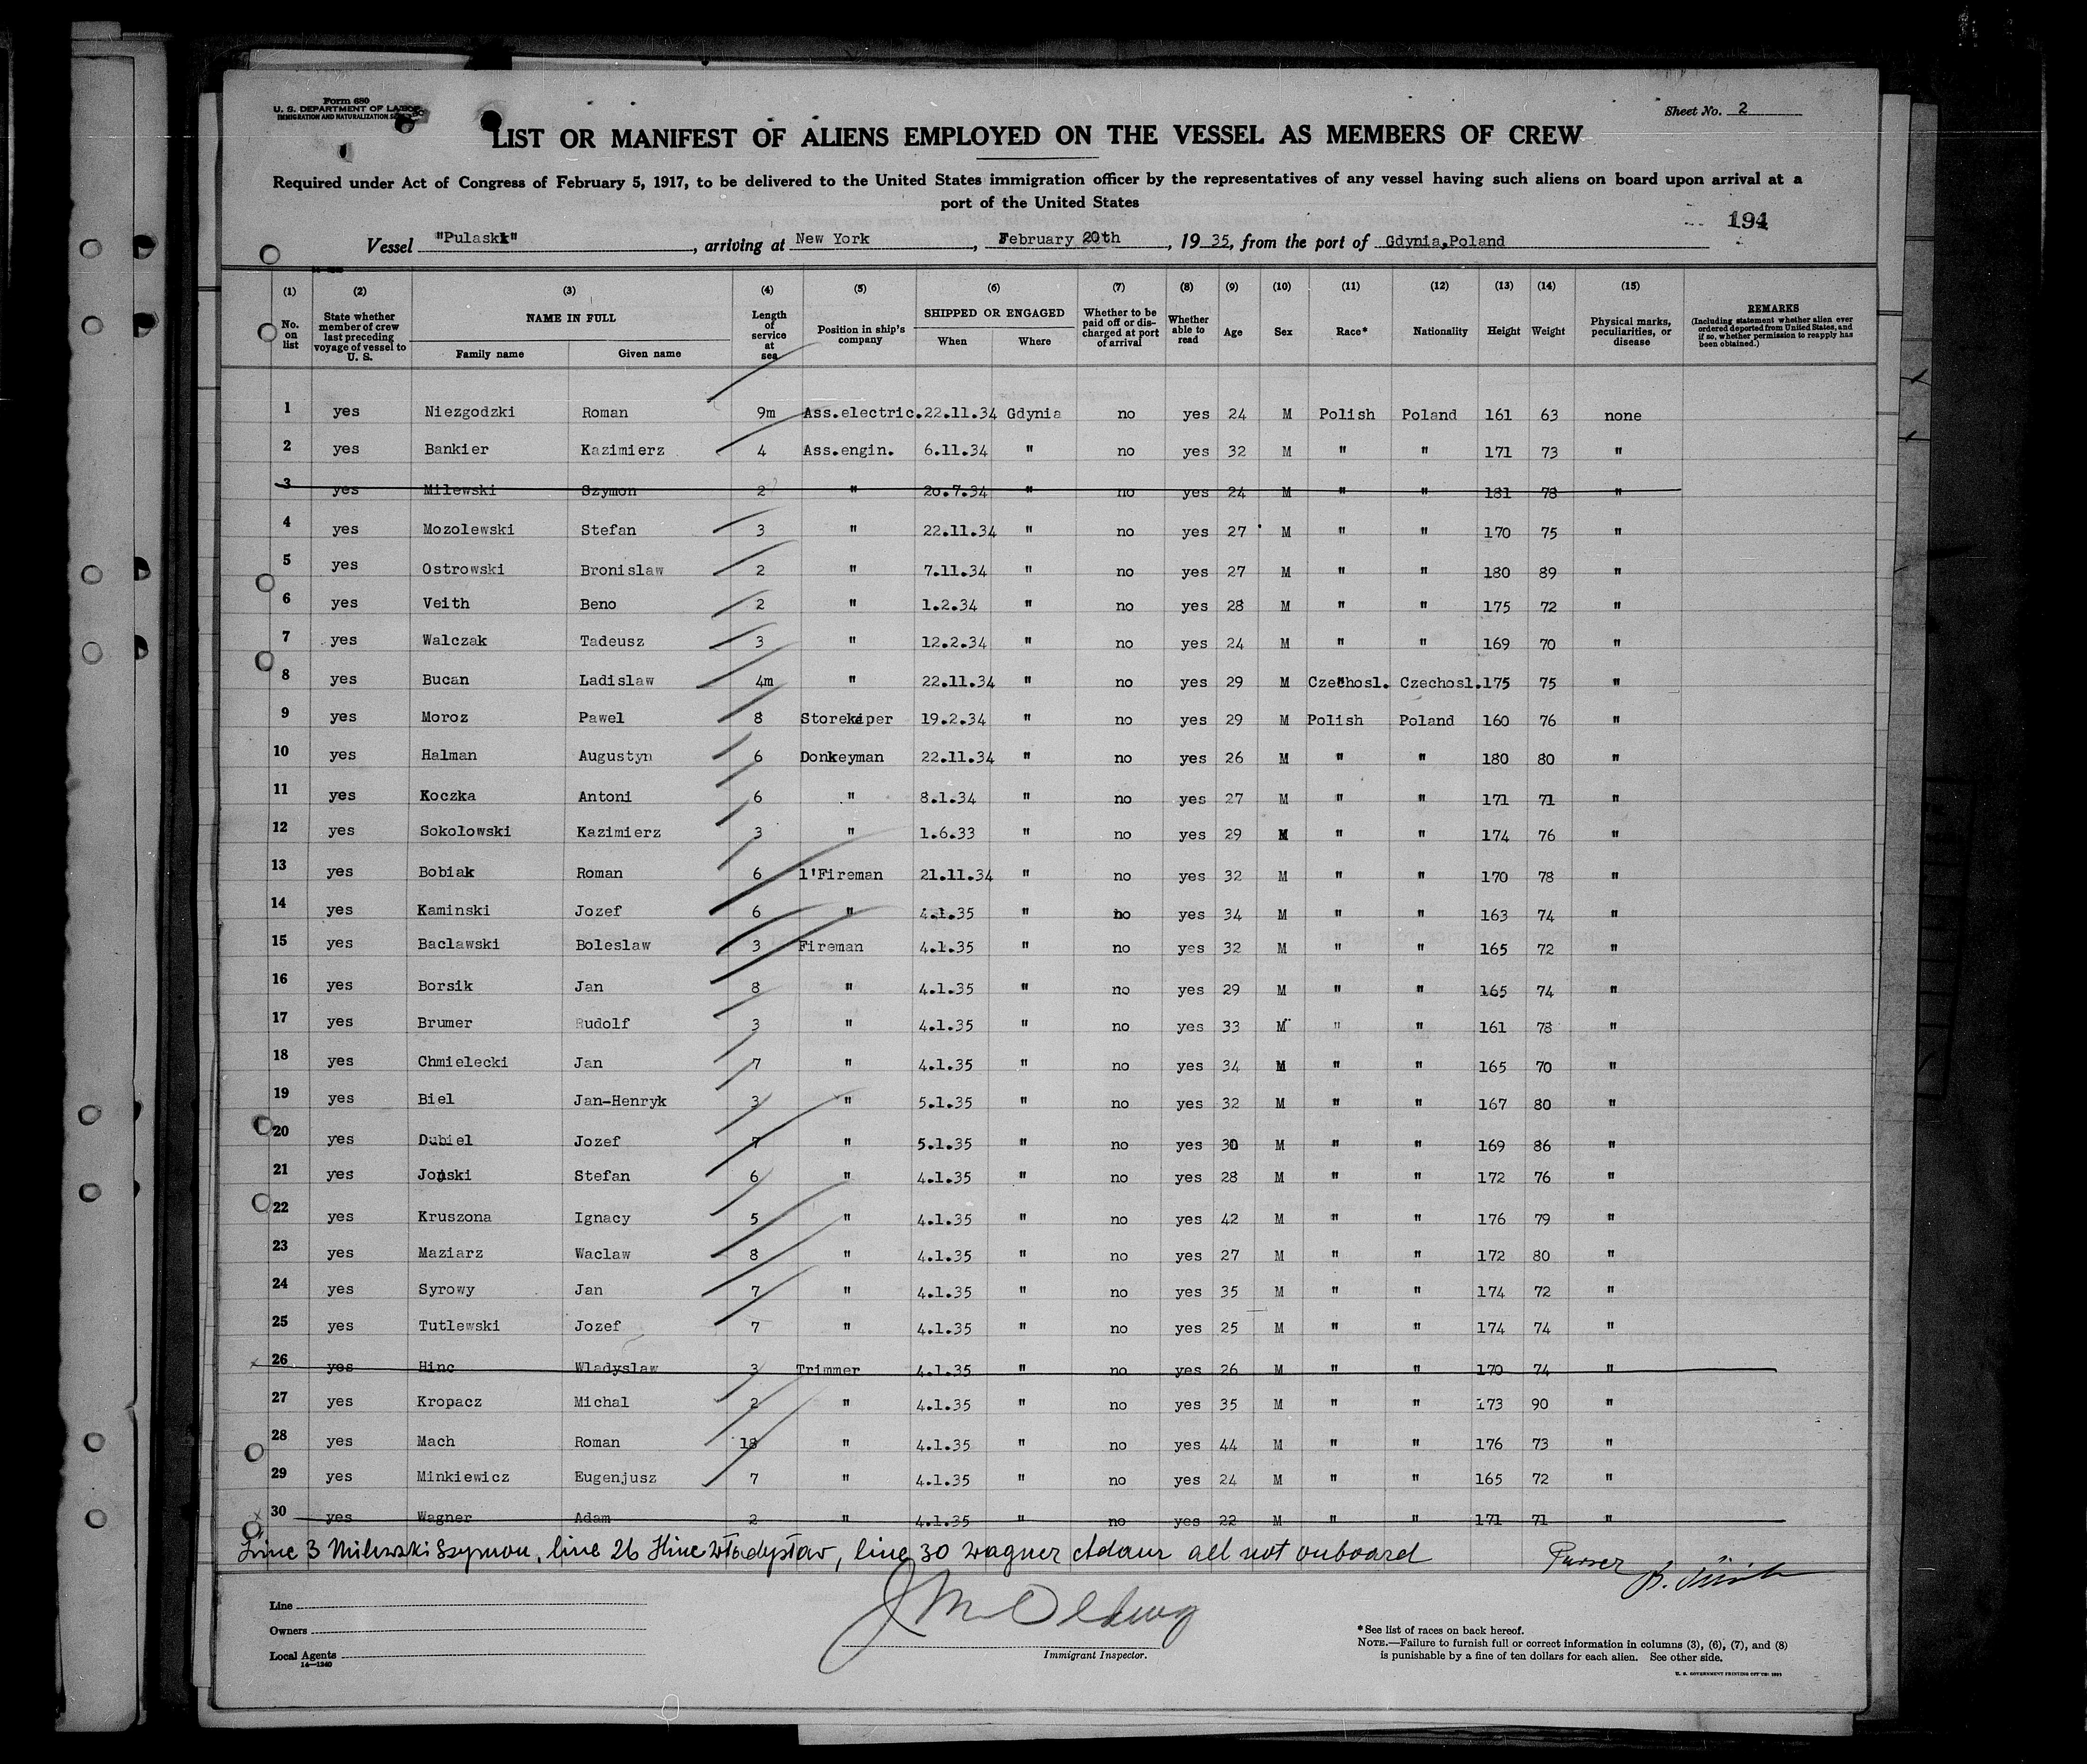 Form 680
U. S. DEPARTMENT OF LABOR
IMMIGRATION AND NATURALIZATION
Sheet No. 2
LIST OR MANIFEST OF ALIENS EMPLOYED ON THE VESSEL AS MEMBERS OF CREW
Required under Act of Congress of February 5, 1917, to be delivered to the United States immigration officer by the representatives of any vessel having such aliens on board upon arrival at a
port of the United States
194
Vessel "Pulaski", arriving at New York, February 20th, 1935, from the port of Gdynia,Poland
(1) (2) (3) (4) (5) (6) (7) (8) (9) (10) (11) (12) (13) (14) (15)
No. on list State whether member of crew last preceding voyage of vessel to U. S. NAME IN FULL Family name Given name Length of service at sea Position in ship's company SHIPPED OR ENGAGED When Where Whether to be paid off or discharged at port of arrival Whether able to read Age Sex Race* Nationality Height Weight Physical marks, peculiarities, or disease REMARKS (Including statement whether alien ever ordered deported from United States, and if so, whether permission to reapply has been obtained.)
1 yes Niezgodzki Roman 9m Ass.electric. 22.11.34 Gdynia no yes 24 M Polish Poland 161 63 none
2 yes Bankier Kazimierz 4 Ass.engin. 6.11.34 " no yes 32 M " " 171 73 "
3 yes Milewski Szymon 2 " 20.7.34 " no yes 24 M " " 181 78 "
4 yes Mozolewski Stefan 3 " 22.11.34 " no yes 27 M " " 170 75 "
5 yes Ostrowski Bronislaw 2 " 7.11.34 " no yes 27 M " " 180 89 "
6 yes Veith Beno 2 " 1.2.34 " no yes 28 M " " 175 72 "
7 yes Walczak Tadeusz 3 " 12.2.34 " no yes 24 M " " 169 70 "
8 yes Bucan Ladislaw 4m " 22.11.34 " no yes 29 M Czechosl. Czechosl. 175 75 "
9 yes Moroz Pawel 8 Storekiper 19.2.34 " no yes 29 M Polish Poland 160 76 "
10 yes Halman Augustyn 6 Donkeyman 22.11.34 " no yes 26 M " " 180 80 "
11 yes Koczka Antoni 6 " 8.1.34 " no yes 27 M " " 171 71 "
12 yes Sokolowski Kazimierz 3 " 1.6.33 " no yes 29 M " " 174 76 "
13 yes Bobiak Roman 6 1'Fireman 21.11.34 " no yes 32 M " " 170 78 "
14 yes Kaminski Jozef 6 " 4.1.35 " no yes 34 M " " 163 74 "
15 yes Baclawski Boleslaw 3 Fireman 4.1.35 " no yes 32 M " " 165 72 "
16 yes Borsik Jan 8 " 4.1.35 " no yes 29 M " " 165 74 "
17 yes Brumer Rudolf 3 " 4.1.35 " no yes 33 M " " 161 78 "
18 yes Chmielecki Jan 7 " 4.1.35 " no yes 34 M " " 165 70 "
19 yes Biel Jan-Henryk 3 " 5.1.35 " no yes 32 M " " 167 80 "
20 yes Dubiel Jozef 7 " 5.1.35 " no yes 30 M " " 169 86 "
21 yes Jonski Stefan 6 " 4.1.35 " no yes 28 M " " 172 76 "
22 yes Kruszona Ignacy 5 " 4.1.35 " no yes 42 M " " 176 79 "
23 yes Maziarz Waclaw 8 " 4.1.35 " no yes 27 M " " 172 80 "
24 yes Syrowy Jan 7 " 4.1.35 " no yes 35 M " " 174 72 "
25 yes Tutlewski Jozef 7 " 4.1.35 " no yes 25 M " " 174 74 "
26 yes Hinc Wladyslaw 3 Trimmer 4.1.35 " no yes 26 M " " 170 74 "
27 yes Kropacz Michal 2 " 4.1.35 " no yes 35 M " " 173 90 "
28 yes Mach Roman 18 " 4.1.35 " no yes 44 M " " 176 73 "
29 yes Minkiewicz Eugenjusz 7 " 4.1.35 " no yes 24 M " " 165 72 "
30 yes Wagner Adam 2 " 4.1.35 " no yes 22 M " " 171 71 "
Line 3 Milewski Szymon, line 26 Hinc Władysław, line 30 Wagner Adam all not onboard Purser
Line
Owners
Local Agents
14—1240
Immigrant Inspector.
*See list of races on back hereof.
NOTE.—Failure to furnish full or correct information in columns (3), (6), (7), and (8)
is punishable by a fine of ten dollars for each alien. See other side.